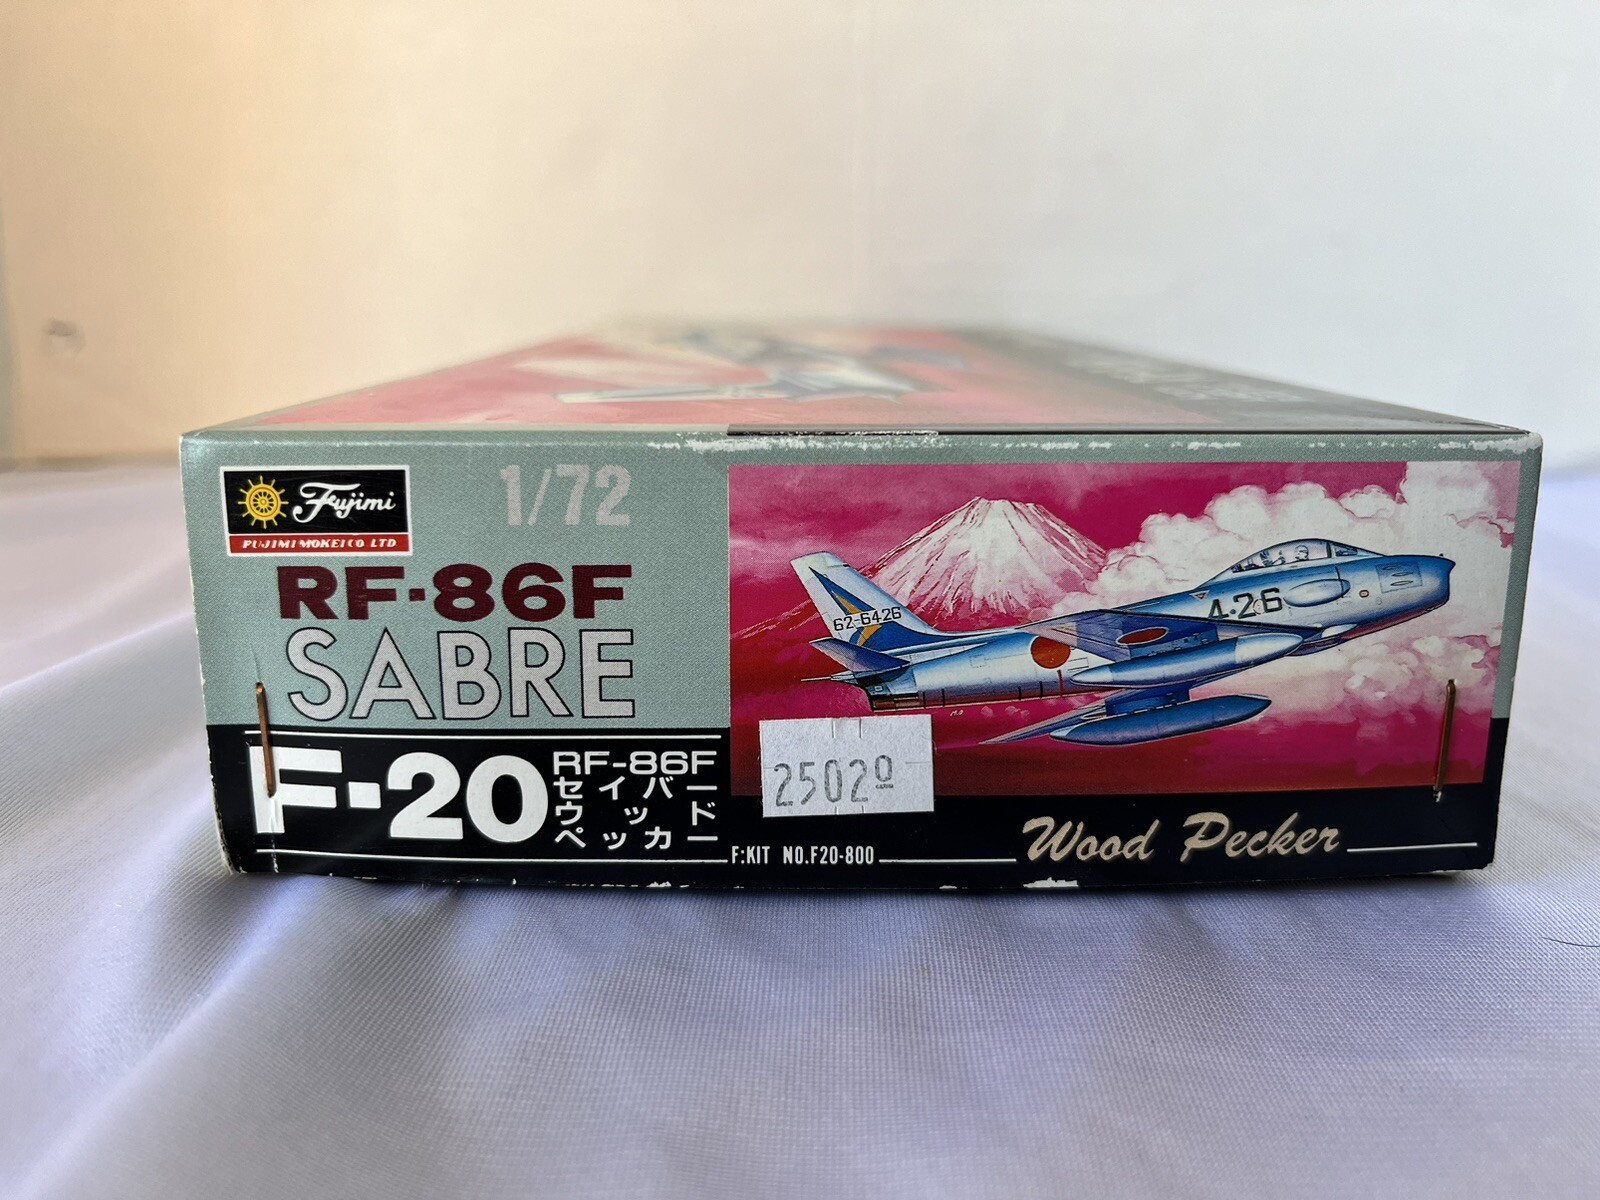 Fujimi
FUJIMI MOKEI CO LTD
1/72
RF-86F
SABRE
F-20
RF-86F
セイバー
ウッド
ペッカー
62-6426
4-26
2502º
F:KIT NO.F20-800
Wood Pecker